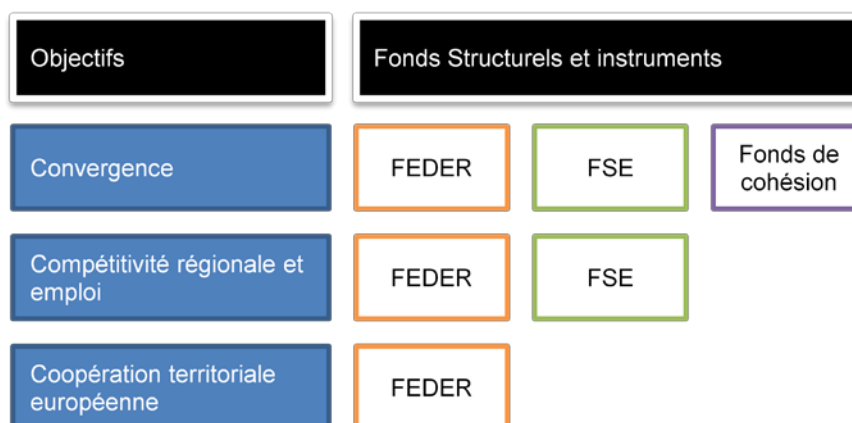 Objectifs
Fonds Structurels et instruments
Convergence
FEDER
FSE
Fonds de
cohésion
Compétitivité régionale et
emploi
FEDER
FSE
Coopération territoriale
européenne
FEDER